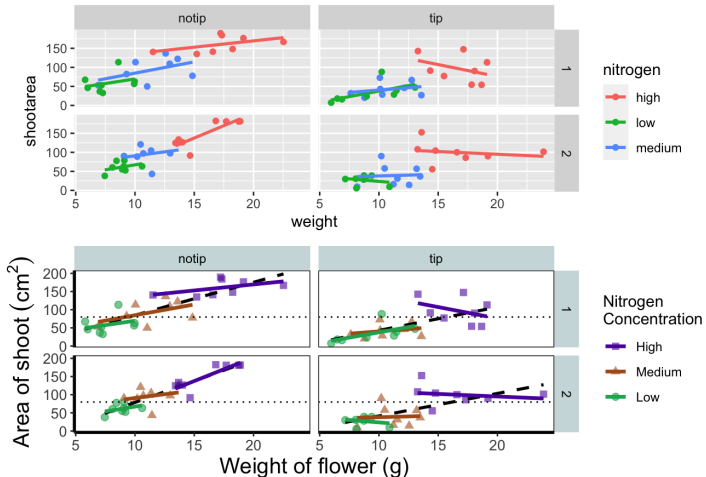 notip tip
150
100
50
0
1
150
100
50
0
2
5 10 15 20 5 10 15 20
weight
shootarea
nitrogen
high
low
medium
notip tip
200
150
100
50
0
1
200
150
100
50
0
2
5 10 15 20 5 10 15 20
Weight of flower (g)
Area of shoot (cm²)
Nitrogen
Concentration
High
Medium
Low